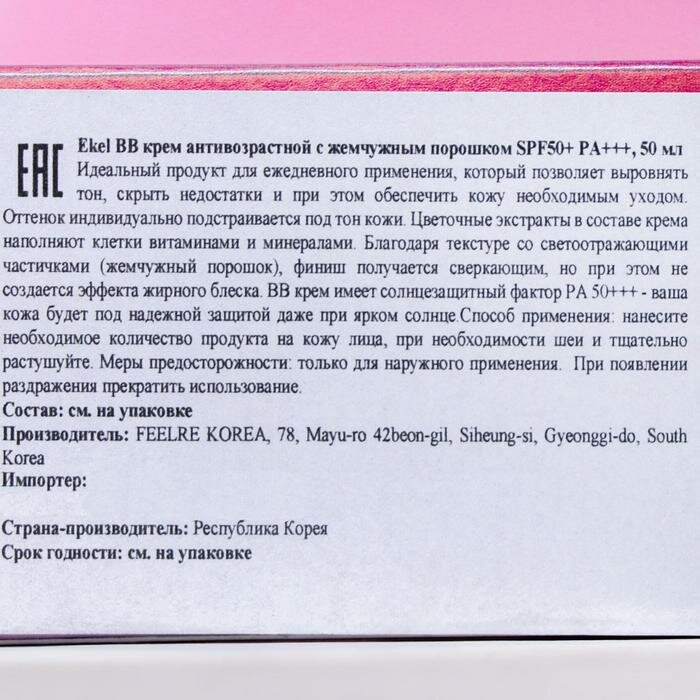 EAC
Ekel BB крем антивозрастной с жемчужным порошком SPF50+ PA+++, 50 мл
Идеальный продукт для ежедневного применения, который позволяет выровнять
тон, скрыть недостатки и при этом обеспечить кожу необходимым уходом.
Оттенок индивидуально подстраивается под тон кожи. Цветочные экстракты в составе крема
наполняют клетки витаминами и минералами. Благодаря текстуре со светоотражающими
частичками (жемчужный порошок), финиш получается сверкающим, но при этом не
создается эффекта жирного блеска. BB крем имеет солнцезащитный фактор PA 50+++ - ваша
кожа будет под надежной защитой даже при ярком солнце.Способ применения: нанесите
необходимое количество продукта на кожу лица, при необходимости шеи и тщательно
растушуйте. Меры предосторожности: только для наружного применения. При появлении
раздражения прекратить использование.
Состав: см. на упаковке
Производитель: FEELRE KOREA, 78, Mayu-ro 42beon-gil, Siheung-si, Gyeonggi-do, South
Korea
Импортер:
Страна-производитель: Республика Корея
Срок годности: см. на упаковке